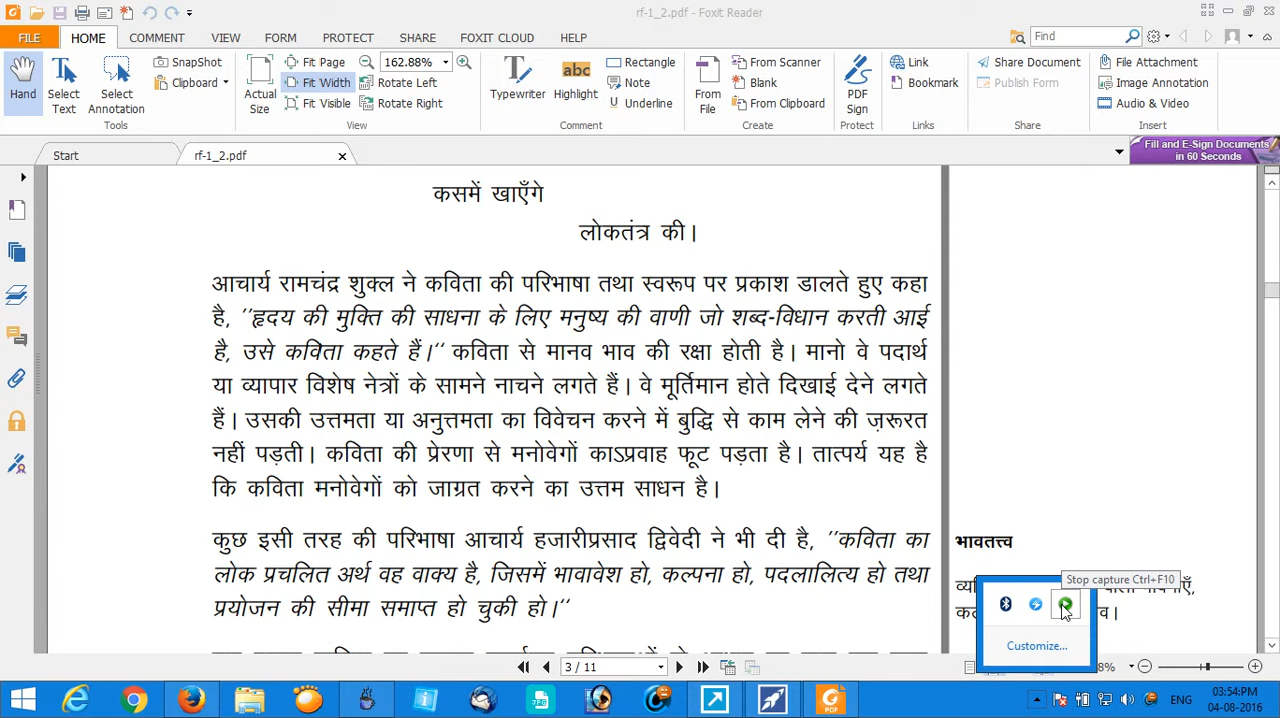 rf-1_2.pdf - Foxit Reader
FILE HOME COMMENT VIEW FORM PROTECT SHARE FOXIT CLOUD HELP Find
Hand
Select Text
Select Annotation
SnapShot
Clipboard
Tools
Actual Size
Fit Page
Fit Width
Fit Visible
162.88%
Rotate Left
Rotate Right
View
Typewriter
Highlight
Rectangle
Note
Underline
Comment
From File
From Scanner
Blank
From Clipboard
Create
PDF Sign
Protect
Link
Bookmark
Links
Share Document
Publish Form
Share
File Attachment
Image Annotation
Audio & Video
Insert
Start rf-1_2.pdf
Fill and E-Sign Documents
in 60 Seconds
कसमें खाएँगे
लोकतंत्र की।
आचार्य रामचंद्र शुक्ल ने कविता की परिभाषा तथा स्वरूप पर प्रकाश डालते हुए कहा
है, ''हृदय की मुक्ति की साधना के लिए मनुष्य की वाणी जो शब्द-विधान करती आई
है, उसे कविता कहते हैं।'' कविता से मानव भाव की रक्षा होती है। मानो वे पदार्थ
या व्यापार विशेष नेत्रों के सामने नाचने लगते हैं। वे मूर्तिमान होते दिखाई देने लगते
हैं। उसकी उत्तमता या अनुत्तमता का विवेचन करने में बुद्धि से काम लेने की ज़रूरत
नहीं पड़ती। कविता की प्रेरणा से मनोवेगों काऽप्रवाह फूट पड़ता है। तात्पर्य यह है
कि कविता मनोवेगों को जाग्रत करने का उत्तम साधन है।
कुछ इसी तरह की परिभाषा आचार्य हजारीप्रसाद द्विवेदी ने भी दी है, ''कविता का
लोक प्रचलित अर्थ वह वाक्य है, जिसमें भावावेश हो, कल्पना हो, पदलालित्य हो तथा
प्रयोजन की सीमा समाप्त हो चुकी हो।''
भावतत्त्व
Stop capture Ctrl+F10
Customize...
3 / 11
8%
ENG
03:54:PM
04-08-2016